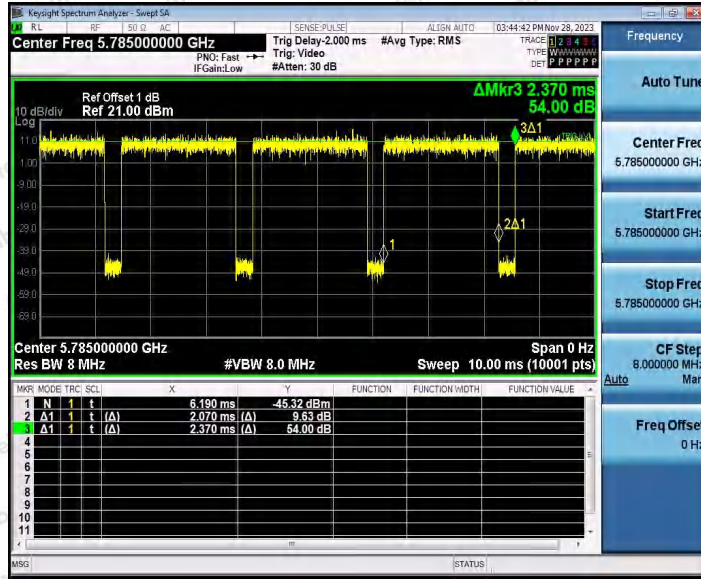 Keysight Spectrum Analyzer - Swept SA
RL RF 50 Ω AC SENSE:PULSE ALIGN AUTO 03:44:42 PM Nov 28, 2023
Center Freq 5.785000000 GHz
PNO: Fast
IFGain:Low
Trig Delay-2.000 ms
Trig: Video
#Atten: 30 dB
#Avg Type: RMS
TRACE 1 2 3 4 5 6
TYPE WWWWWW
DET P P P P P P
Frequency
ΔMkr3 2.370 ms
54.00 dB
Ref Offset 1 dB
10 dB/div Ref 21.00 dBm
Log
11.0
1.00
-9.00
-19.0
-29.0
-39.0
-49.0
-59.0
-69.0
3Δ1
2Δ1
1
Center 5.785000000 GHz Span 0 Hz
Res BW 8 MHz #VBW 8.0 MHz Sweep 10.00 ms (10001 pts)
MKR MODE TRC SCL X Y FUNCTION FUNCTION WIDTH FUNCTION VALUE
1 N 1 t 6.190 ms -45.32 dBm
2 Δ1 1 t (Δ) 2.070 ms (Δ) 9.63 dB
3 Δ1 1 t (Δ) 2.370 ms (Δ) 54.00 dB
4
5
6
7
8
9
10
11
MSG STATUS
Auto Tune
Center Freq
5.785000000 GHz
Start Freq
5.785000000 GHz
Stop Freq
5.785000000 GHz
CF Step
8.000000 MHz
Auto Man
Freq Offset
0 Hz